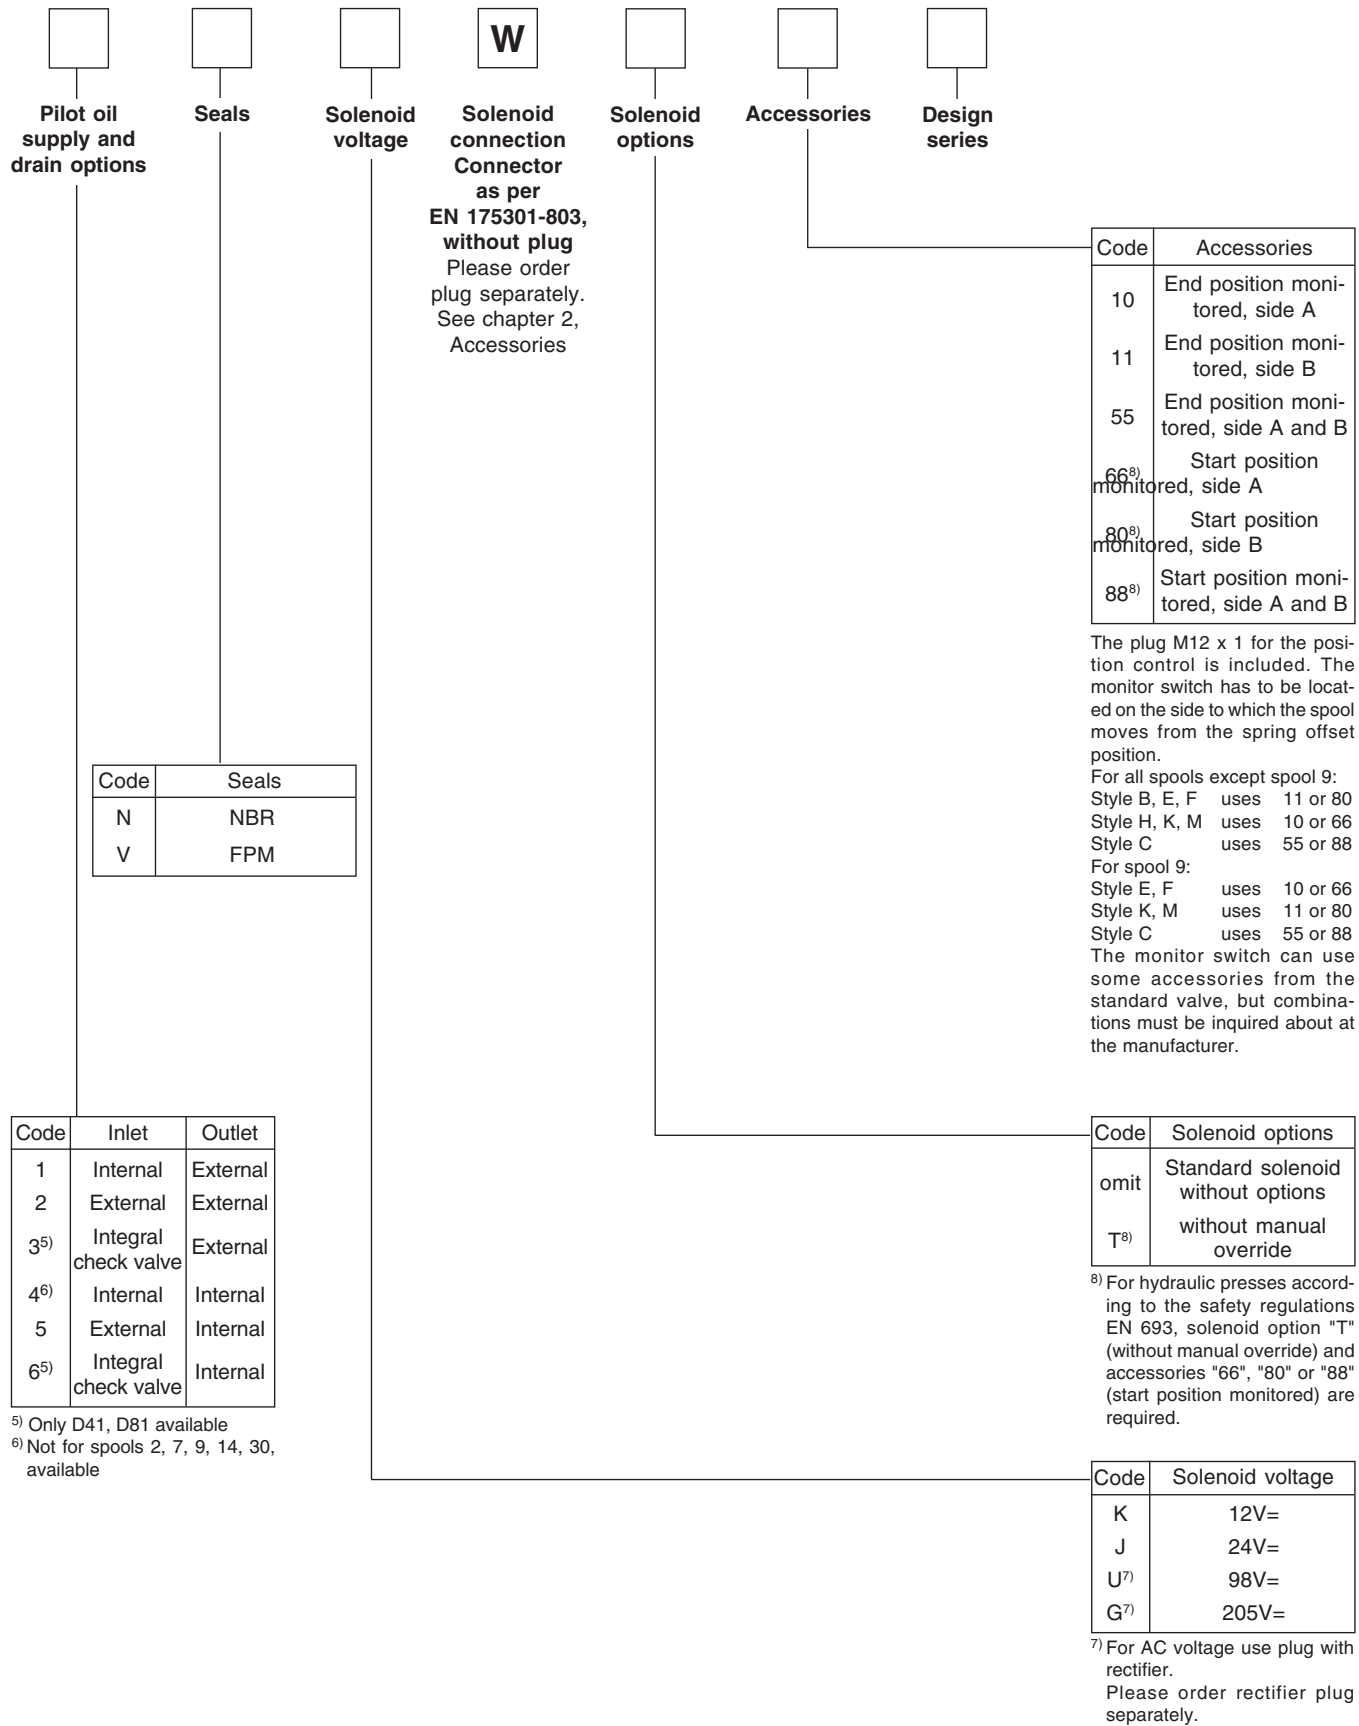 W
Pilot oil
supply and
drain options
Seals
Solenoid
voltage
Solenoid
connection
Connector
as per
EN 175301-803,
without plug
Please order
plug separately.
See chapter 2,
Accessories
Solenoid
options
Accessories
Design
series
Code Accessories
10 End position moni-
tored, side A
11 End position moni-
tored, side B
55 End position moni-
tored, side A and B
66⁸⁾ Start position
monitored, side A
80⁸⁾ Start position
monitored, side B
88⁸⁾ Start position moni-
tored, side A and B
The plug M12 x 1 for the posi-
tion control is included. The
monitor switch has to be locat-
ed on the side to which the spool
moves from the spring offset
position.
For all spools except spool 9:
Style B, E, F uses 11 or 80
Style H, K, M uses 10 or 66
Style C uses 55 or 88
For spool 9:
Style E, F uses 10 or 66
Style K, M uses 11 or 80
Style C uses 55 or 88
The monitor switch can use
some accessories from the
standard valve, but combina-
tions must be inquired about at
the manufacturer.
Code Seals
N NBR
V FPM
Code Inlet Outlet
1 Internal External
2 External External
3⁵⁾ Integral
check valve External
4⁶⁾ Internal Internal
5 External Internal
6⁵⁾ Integral
check valve Internal
⁵⁾ Only D41, D81 available
⁶⁾ Not for spools 2, 7, 9, 14, 30,
available
Code Solenoid options
omit Standard solenoid
without options
T⁸⁾ without manual
override
⁸⁾ For hydraulic presses accord-
ing to the safety regulations
EN 693, solenoid option "T"
(without manual override) and
accessories "66", "80" or "88"
(start position monitored) are
required.
Code Solenoid voltage
K 12V=
J 24V=
U⁷⁾ 98V=
G⁷⁾ 205V=
⁷⁾ For AC voltage use plug with
rectifier.
Please order rectifier plug
separately.